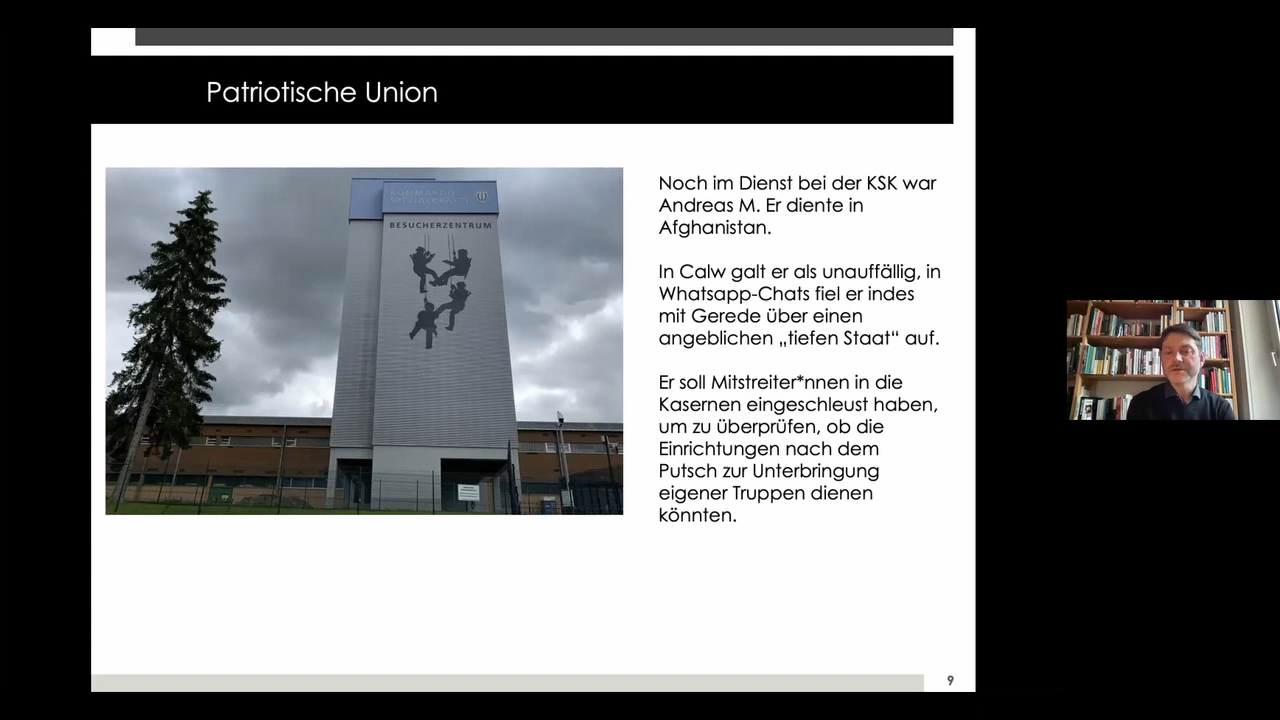 Patriotische Union
KOMMANDO
SPEZIALKRÄFTE
BESUCHERZENTRUM
Noch im Dienst bei der KSK war
Andreas M. Er diente in
Afghanistan.
In Calw galt er als unauffällig, in
Whatsapp-Chats fiel er indes
mit Gerede über einen
angeblichen „tiefen Staat“ auf.
Er soll Mitstreiter*nnen in die
Kasernen eingeschleust haben,
um zu überprüfen, ob die
Einrichtungen nach dem
Putsch zur Unterbringung
eigener Truppen dienen
könnten.
9